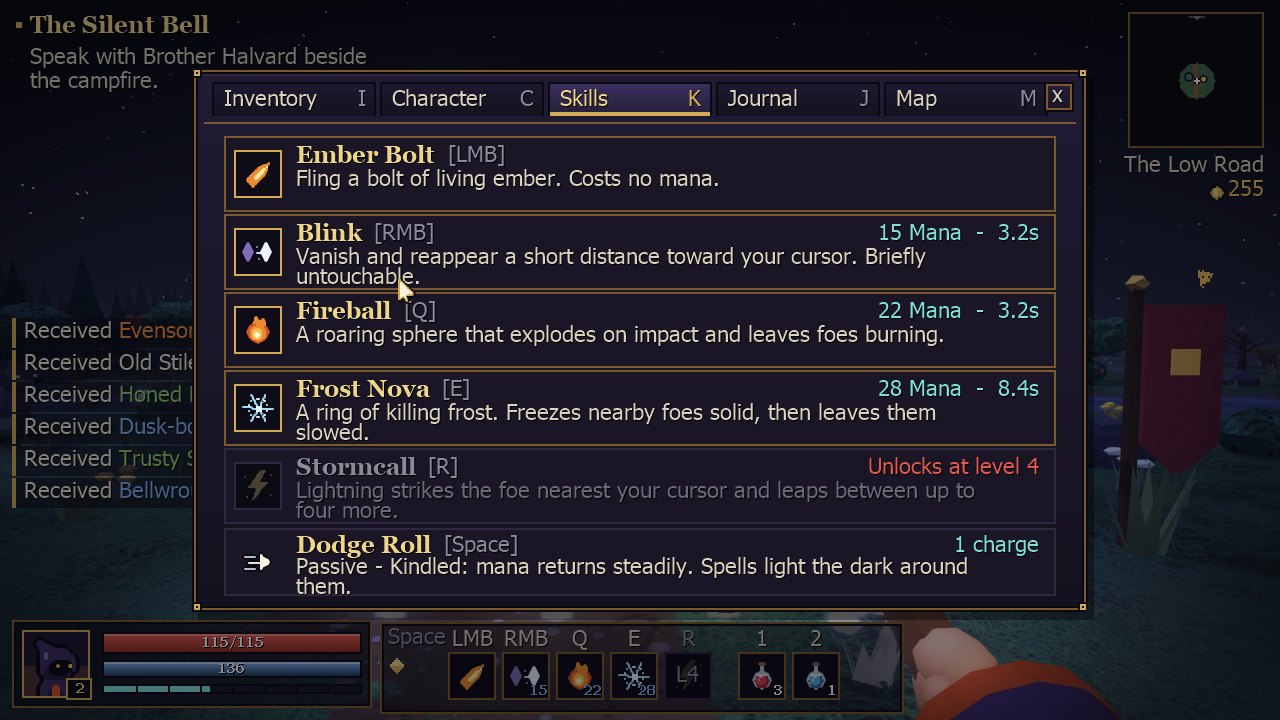 The Silent Bell
Speak with Brother Halvard beside
the campfire.
Inventory I
Character C
Skills K
Journal J
Map M
X
The Low Road
255
Ember Bolt [LMB]
Fling a bolt of living ember. Costs no mana.
Blink [RMB] 15 Mana - 3.2s
Vanish and reappear a short distance toward your cursor. Briefly
untouchable.
Fireball [Q] 22 Mana - 3.2s
A roaring sphere that explodes on impact and leaves foes burning.
Frost Nova [E] 28 Mana - 8.4s
A ring of killing frost. Freezes nearby foes solid, then leaves them
slowed.
Stormcall [R] Unlocks at level 4
Lightning strikes the foe nearest your cursor and leaps between up to
four more.
Dodge Roll [Space] 1 charge
Passive - Kindled: mana returns steadily. Spells light the dark around
them.
Received
Received Old
Received Honed
Received
Received Trusty
Received
115/115
136
2
Space LMB RMB Q E R 1 2
15 22 28 L4 3 1